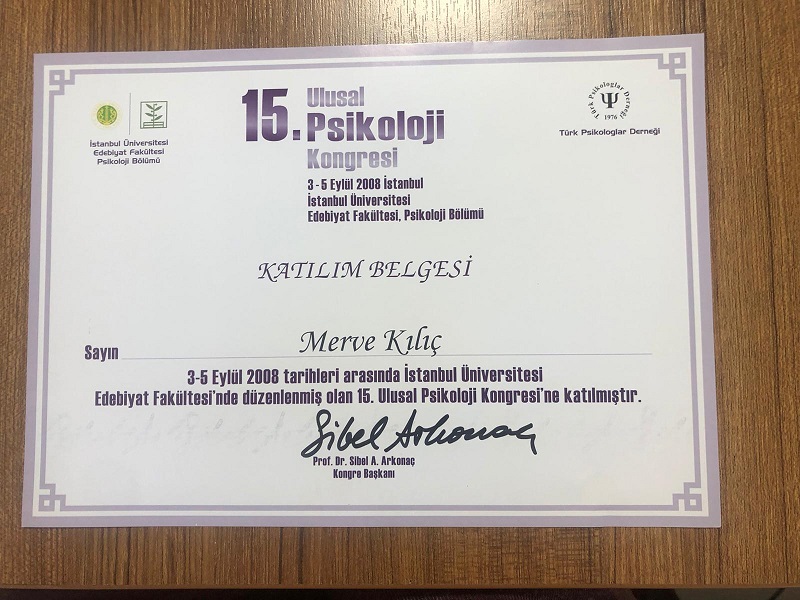 İstanbul Üniversitesi
Edebiyat Fakültesi
Psikoloji Bölümü
15. Ulusal
Psikoloji
Kongresi
3-5 Eylül 2008 İstanbul
İstanbul Üniversitesi
Edebiyat Fakültesi, Psikoloji Bölümü
Türk Psikologlar Derneği
Ψ
1976
Türk Psikologlar Derneği
KATILIM BELGESİ
Sayın Merve Kılıç
3-5 Eylül 2008 tarihleri arasında İstanbul Üniversitesi
Edebiyat Fakültesi'nde düzenlenmiş olan 15. Ulusal Psikoloji Kongresi'ne katılmıştır.
Sibel Arkonaç
Prof. Dr. Sibel A. Arkonaç
Kongre Başkanı